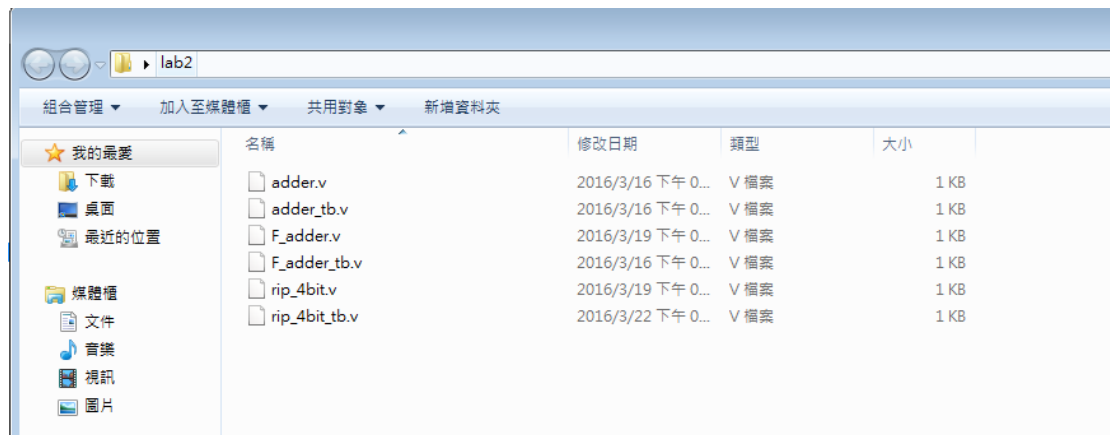 lab2
組合管理 加入至媒體櫃 共用對象 新增資料夾
我的最愛
下載
桌面
最近的位置
媒體櫃
文件
音樂
視訊
圖片
名稱 修改日期 類型 大小
adder.v 2016/3/16 下午 0... V 檔案 1 KB
adder_tb.v 2016/3/16 下午 0... V 檔案 1 KB
F_adder.v 2016/3/19 下午 0... V 檔案 1 KB
F_adder_tb.v 2016/3/16 下午 0... V 檔案 1 KB
rip_4bit.v 2016/3/19 下午 0... V 檔案 1 KB
rip_4bit_tb.v 2016/3/22 下午 0... V 檔案 1 KB